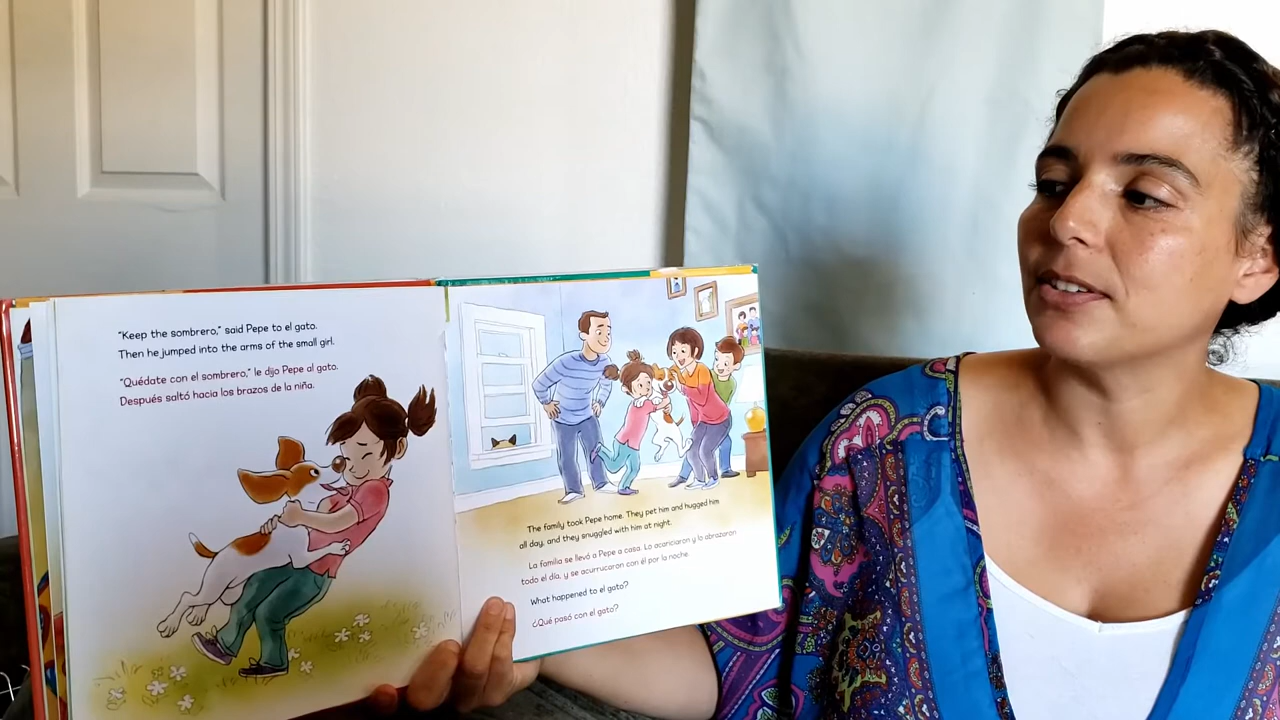 “Keep the sombrero,” said Pepe to el gato.
Then he jumped into the arms of the small girl.
“Quédate con el sombrero,” le dijo Pepe al gato.
Después saltó hacia los brazos de la niña.
The family took Pepe home. They pet him and hugged him
all day, and they snuggled with him at night.
La familia se llevó a Pepe a casa. Lo acariciaron y lo abrazaron
todo el día, y se acurrucaron con él por la noche.
What happened to el gato?
¿Qué pasó con el gato?